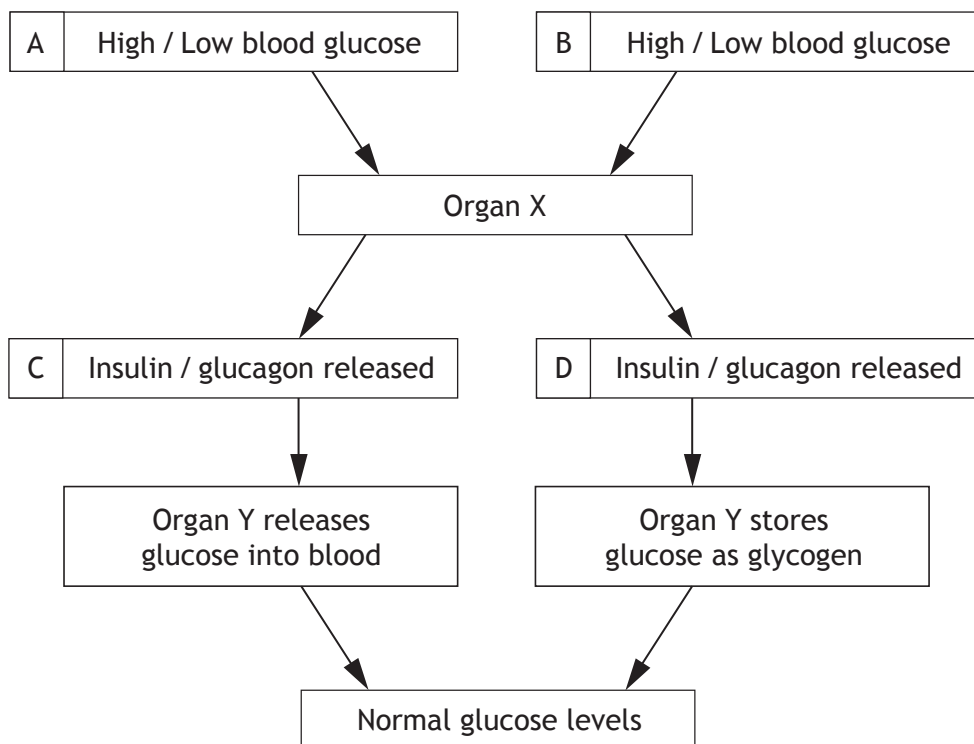 A High / Low blood glucose
B High / Low blood glucose
Organ X
C Insulin / glucagon released
D Insulin / glucagon released
Organ Y releases
glucose into blood
Organ Y stores
glucose as glycogen
Normal glucose levels